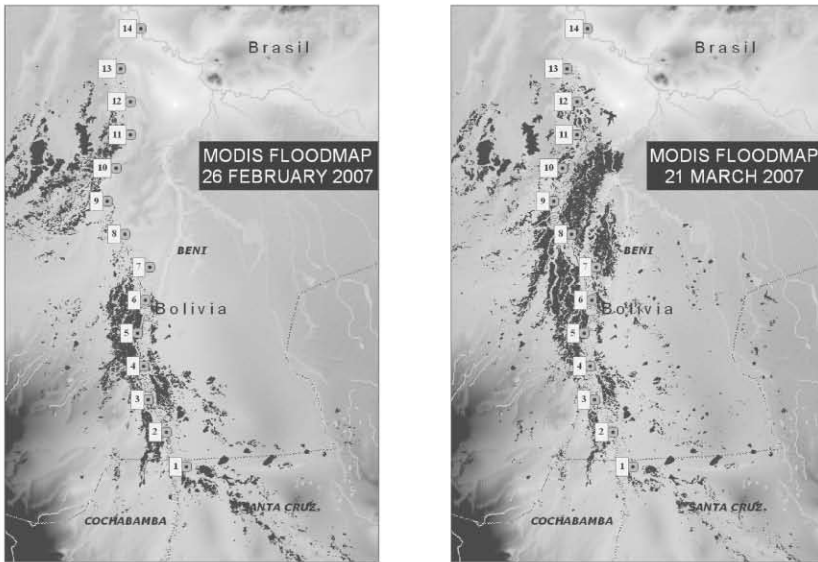 14
Brasil
13
12
11
MODIS FLOODMAP
26 FEBRUARY 2007
10
9
8
BENI
7
6
Bolivia
5
4
3
2
1
SANTA CRUZ
COCHABAMBA
14
Brasil
13
12
11
MODIS FLOODMAP
21 MARCH 2007
10
9
8
BENI
7
6
Bolivia
5
4
3
2
1
SANTA CRUZ
COCHABAMBA